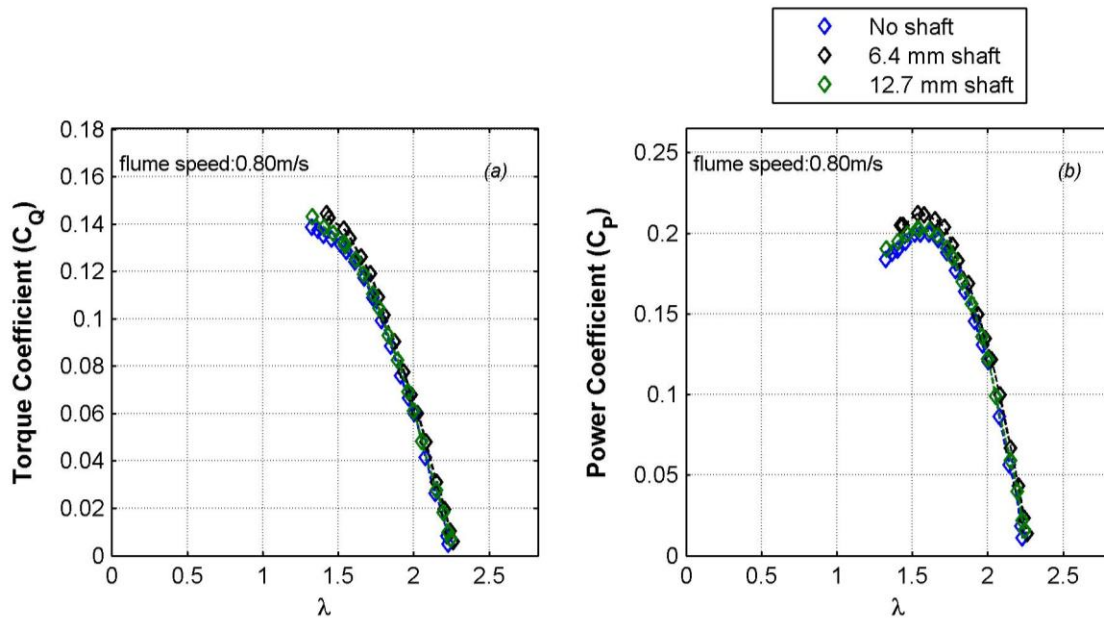 No shaft
6.4 mm shaft
12.7 mm shaft
0.18
0.16
0.14
0.12
0.1
0.08
0.06
0.04
0.02
0
flume speed:0.80m/s
(a)
Torque Coefficient (C_Q)
0 0.5 1 1.5 2 2.5
λ
0.25
0.2
0.15
0.1
0.05
0
flume speed:0.80m/s
(b)
Power Coefficient (C_P)
0 0.5 1 1.5 2 2.5
λ